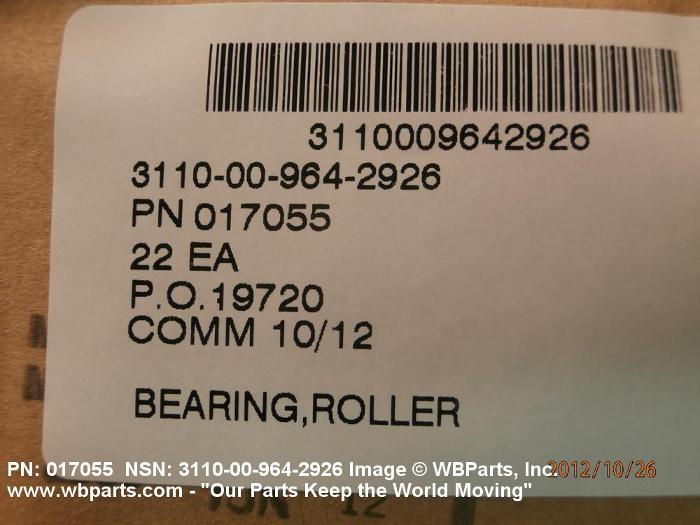 3110009642926
3110-00-964-2926
PN 017055
22 EA
P.O.19720
COMM 10/12
BEARING,ROLLER
PN: 017055 NSN: 3110-00-964-2926 Image © WBParts, Inc.
2012/10/26
www.wbparts.com - "Our Parts Keep the World Moving"
12